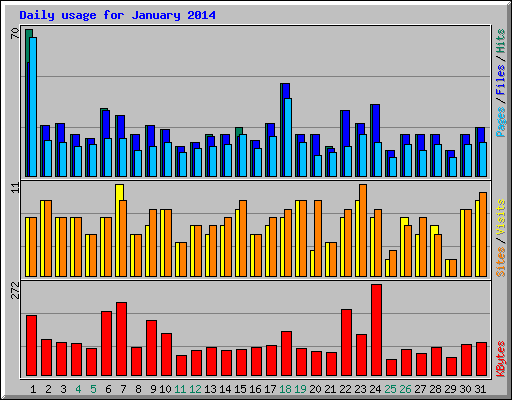 Daily usage for January 2014
70
Pages / Files / Hits
11
Sites / Visits
272
KBytes
1 2 3 4 5 6 7 8 9 10 11 12 13 14 15 16 17 18 19 20 21 22 23 24 25 26 27 28 29 30 31